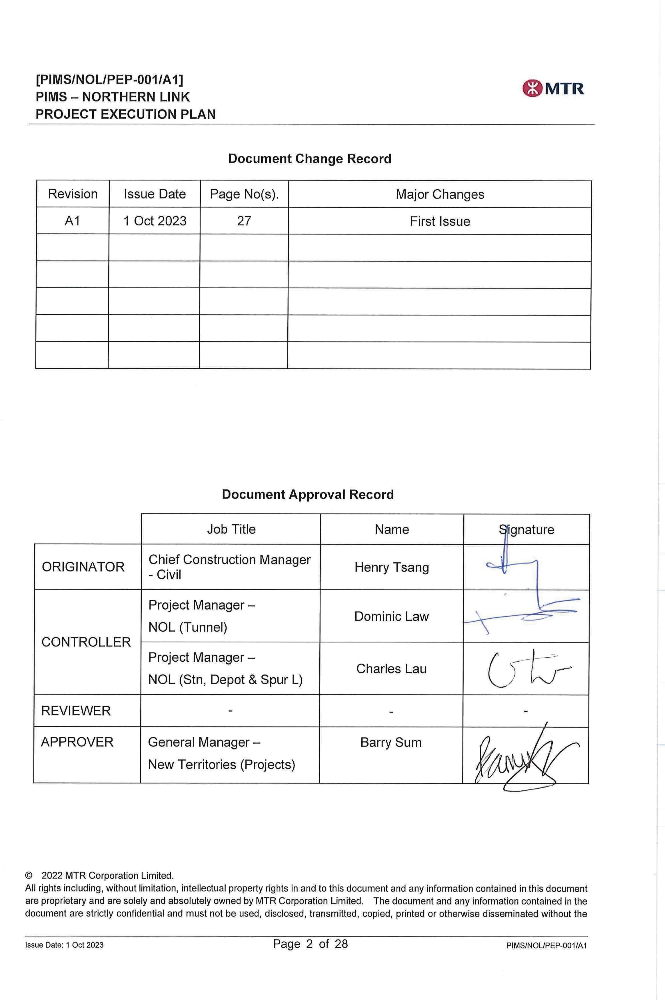 [PIMS/NOL/PEP-001/A1]
PIMS – NORTHERN LINK
PROJECT EXECUTION PLAN
MTR
Document Change Record
Revision Issue Date Page No(s). Major Changes
A1 1 Oct 2023 27 First Issue
Document Approval Record
Job Title Name Signature
ORIGINATOR
Chief Construction Manager
- Civil
Henry Tsang
CONTROLLER
Project Manager –
NOL (Tunnel)
Dominic Law
Project Manager –
NOL (Stn, Depot & Spur L)
Charles Lau
REVIEWER - - -
APPROVER
General Manager –
New Territories (Projects)
Barry Sum
© 2022 MTR Corporation Limited.
All rights including, without limitation, intellectual property rights in and to this document and any information contained in this document
are proprietary and are solely and absolutely owned by MTR Corporation Limited. The document and any information contained in the
document are strictly confidential and must not be used, disclosed, transmitted, copied, printed or otherwise disseminated without the
Issue Date: 1 Oct 2023 Page 2 of 28 PIMS/NOL/PEP-001/A1